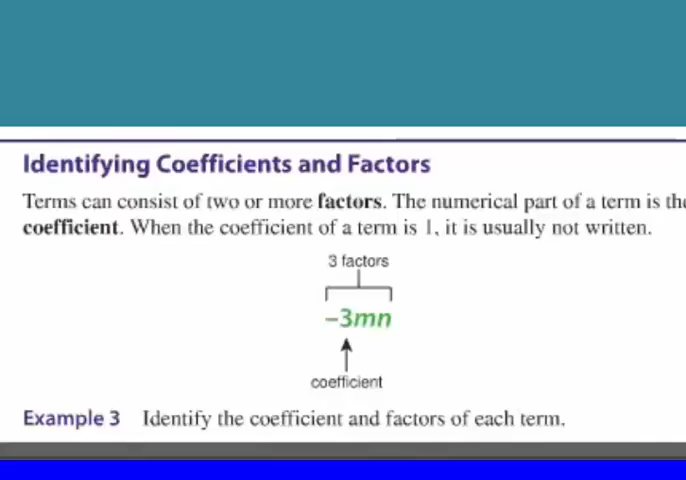 Identifying Coefficients and Factors
Terms can consist of two or more factors. The numerical part of a term is the
coefficient. When the coefficient of a term is 1, it is usually not written.
3 factors
–3mn
coefficient
Example 3 Identify the coefficient and factors of each term.